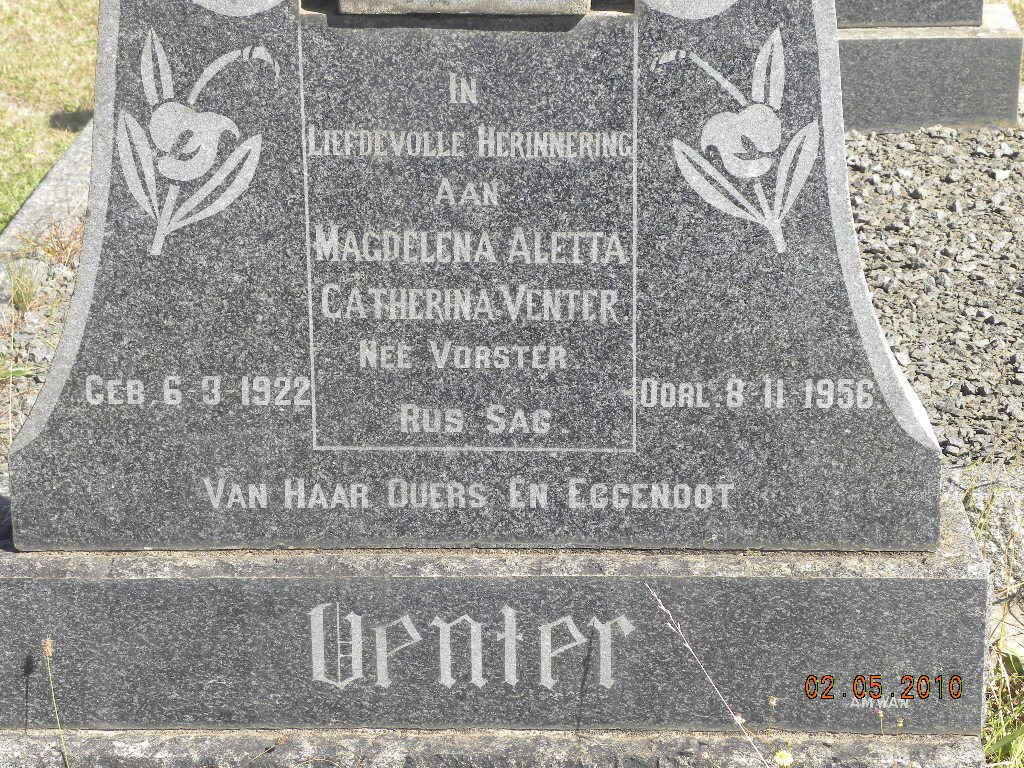 In
Liefdevolle Herinnering
Aan
Magdelena Aletta
Catherina Venter
Nee Vorster
Geb. 6-3-1922
Oorl. 8-11-1956
Rus Sag
Van Haar Ouers En Eggenoot
Venter
02.05.2010
AMWAN